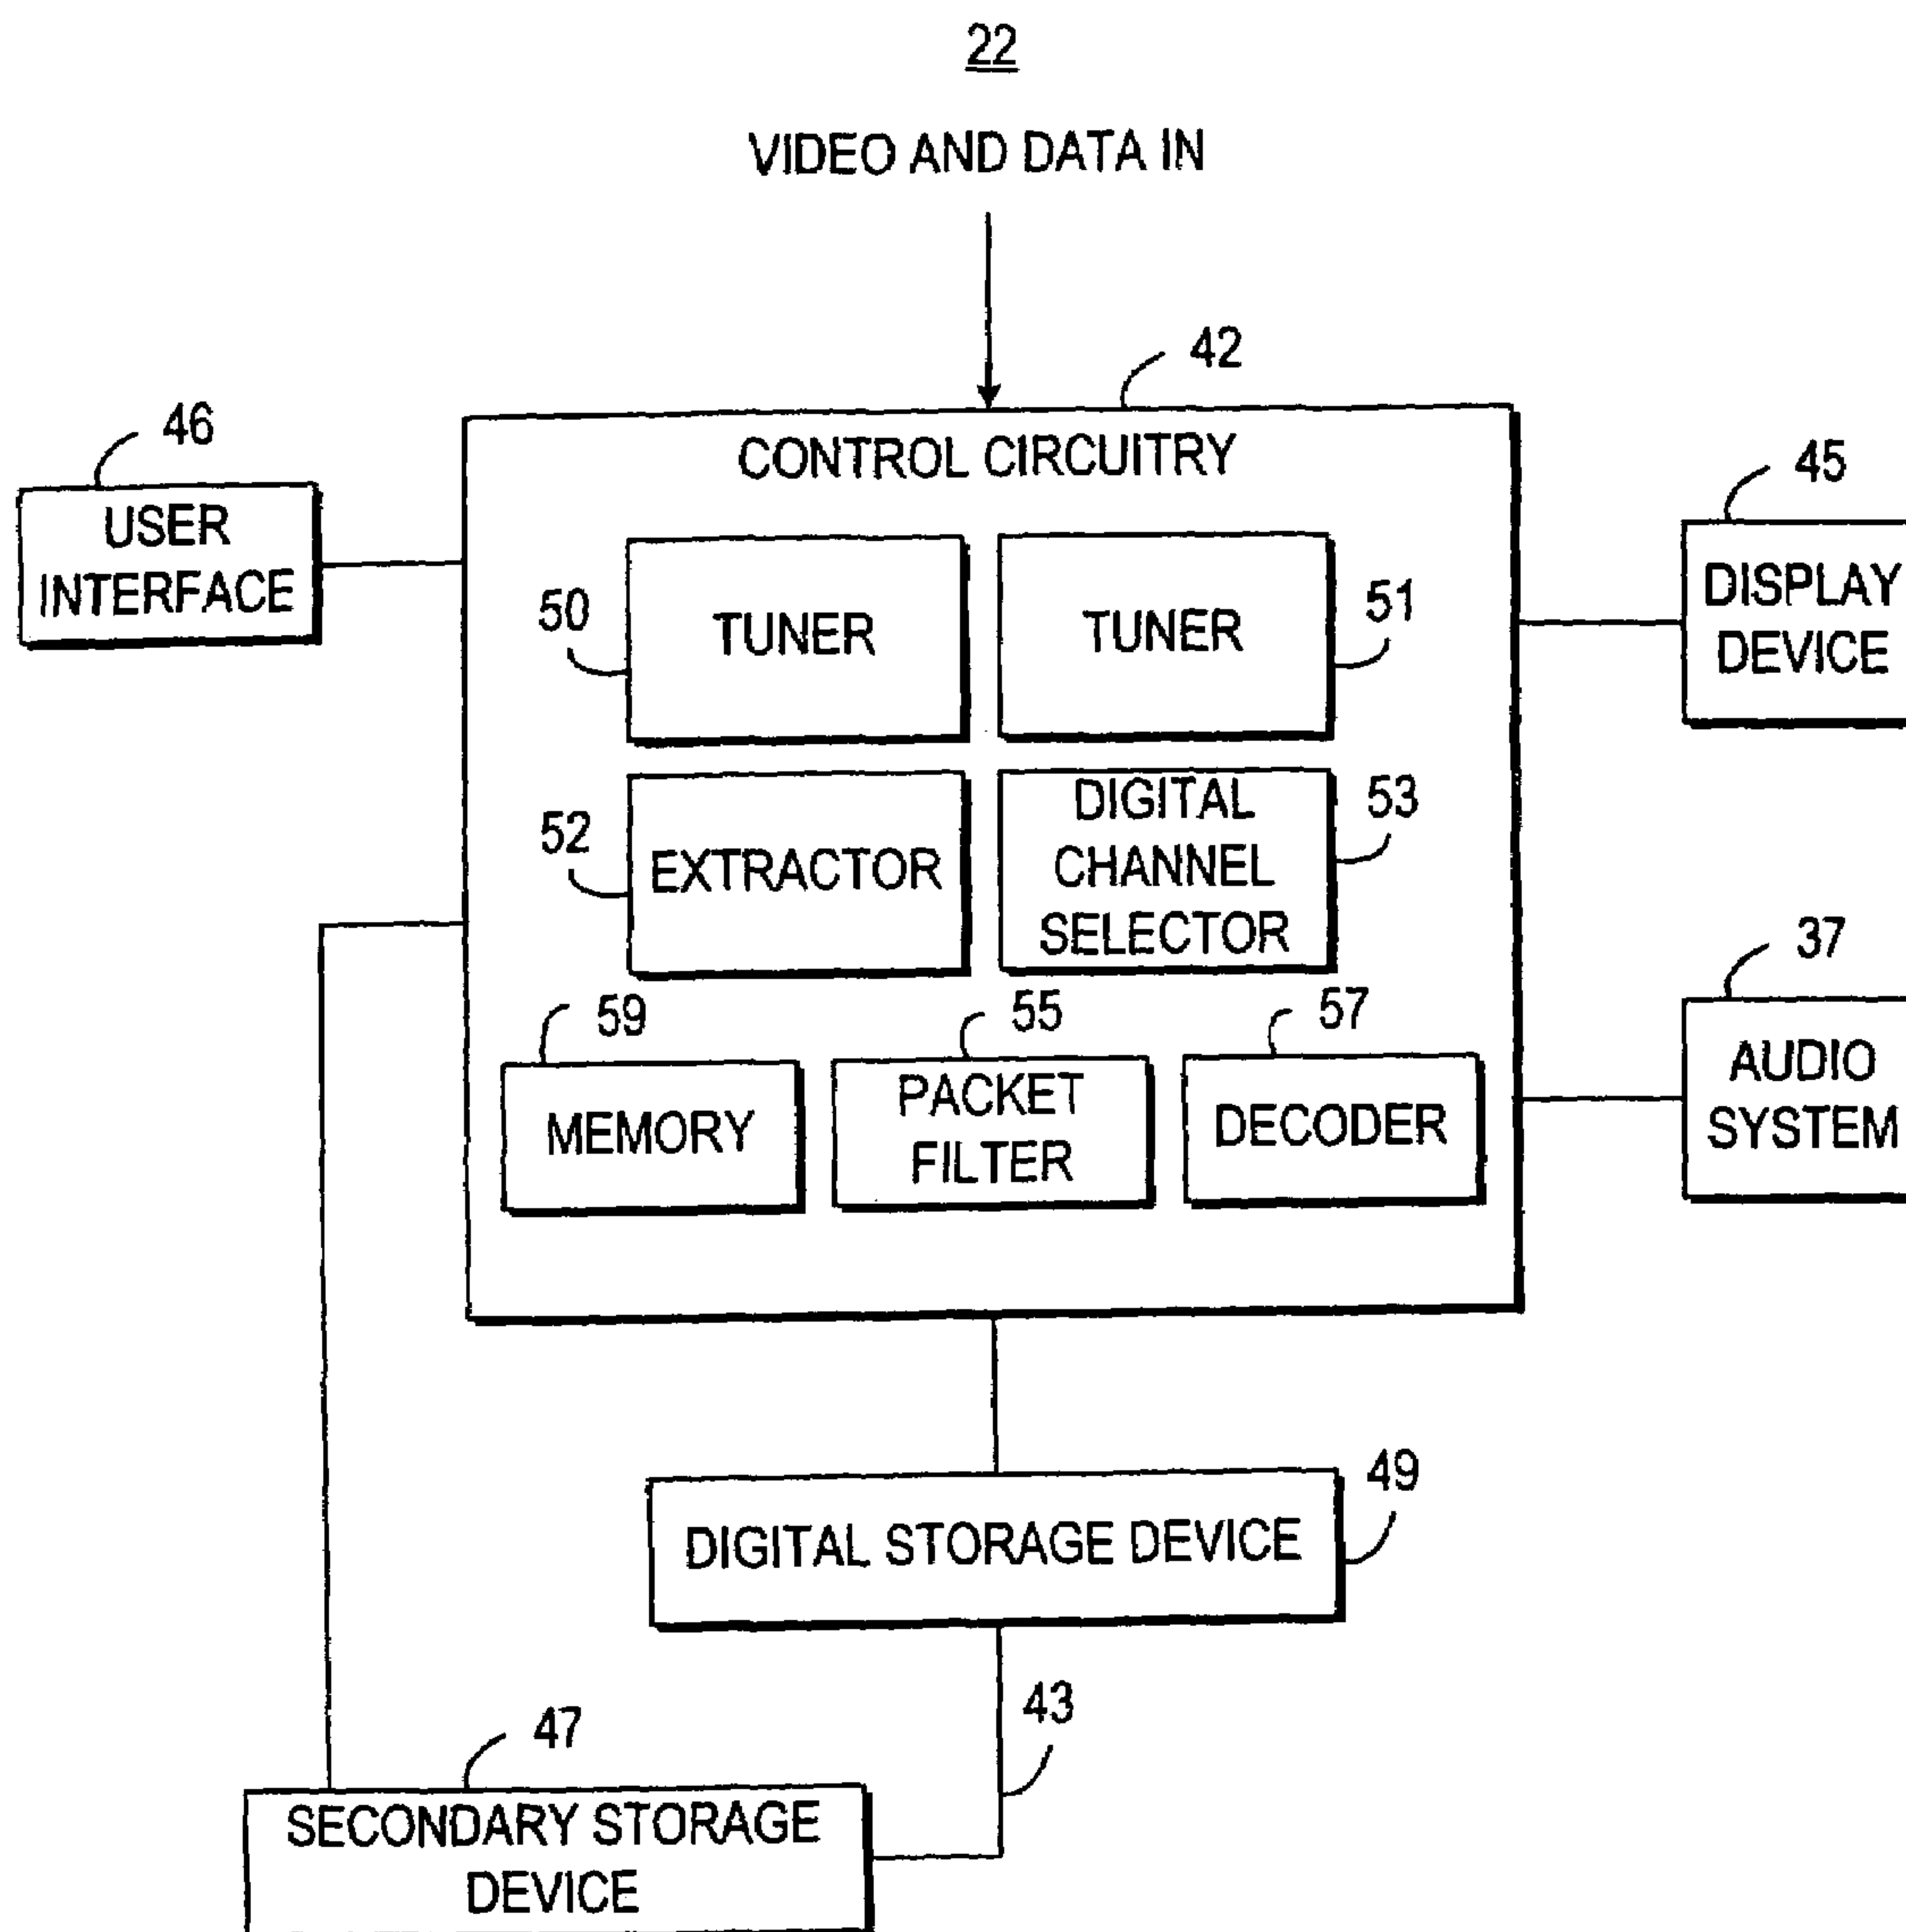 22
VIDEO AND DATA IN
42
CONTROL CIRCUITRY
46
USER
INTERFACE
45
DISPLAY
DEVICE
50
TUNER
TUNER
51
52
EXTRACTOR
DIGITAL
CHANNEL
SELECTOR
53
37
AUDIO
SYSTEM
59
MEMORY
55
PACKET
FILTER
57
DECODER
DIGITAL STORAGE DEVICE
49
43
47
SECONDARY STORAGE
DEVICE